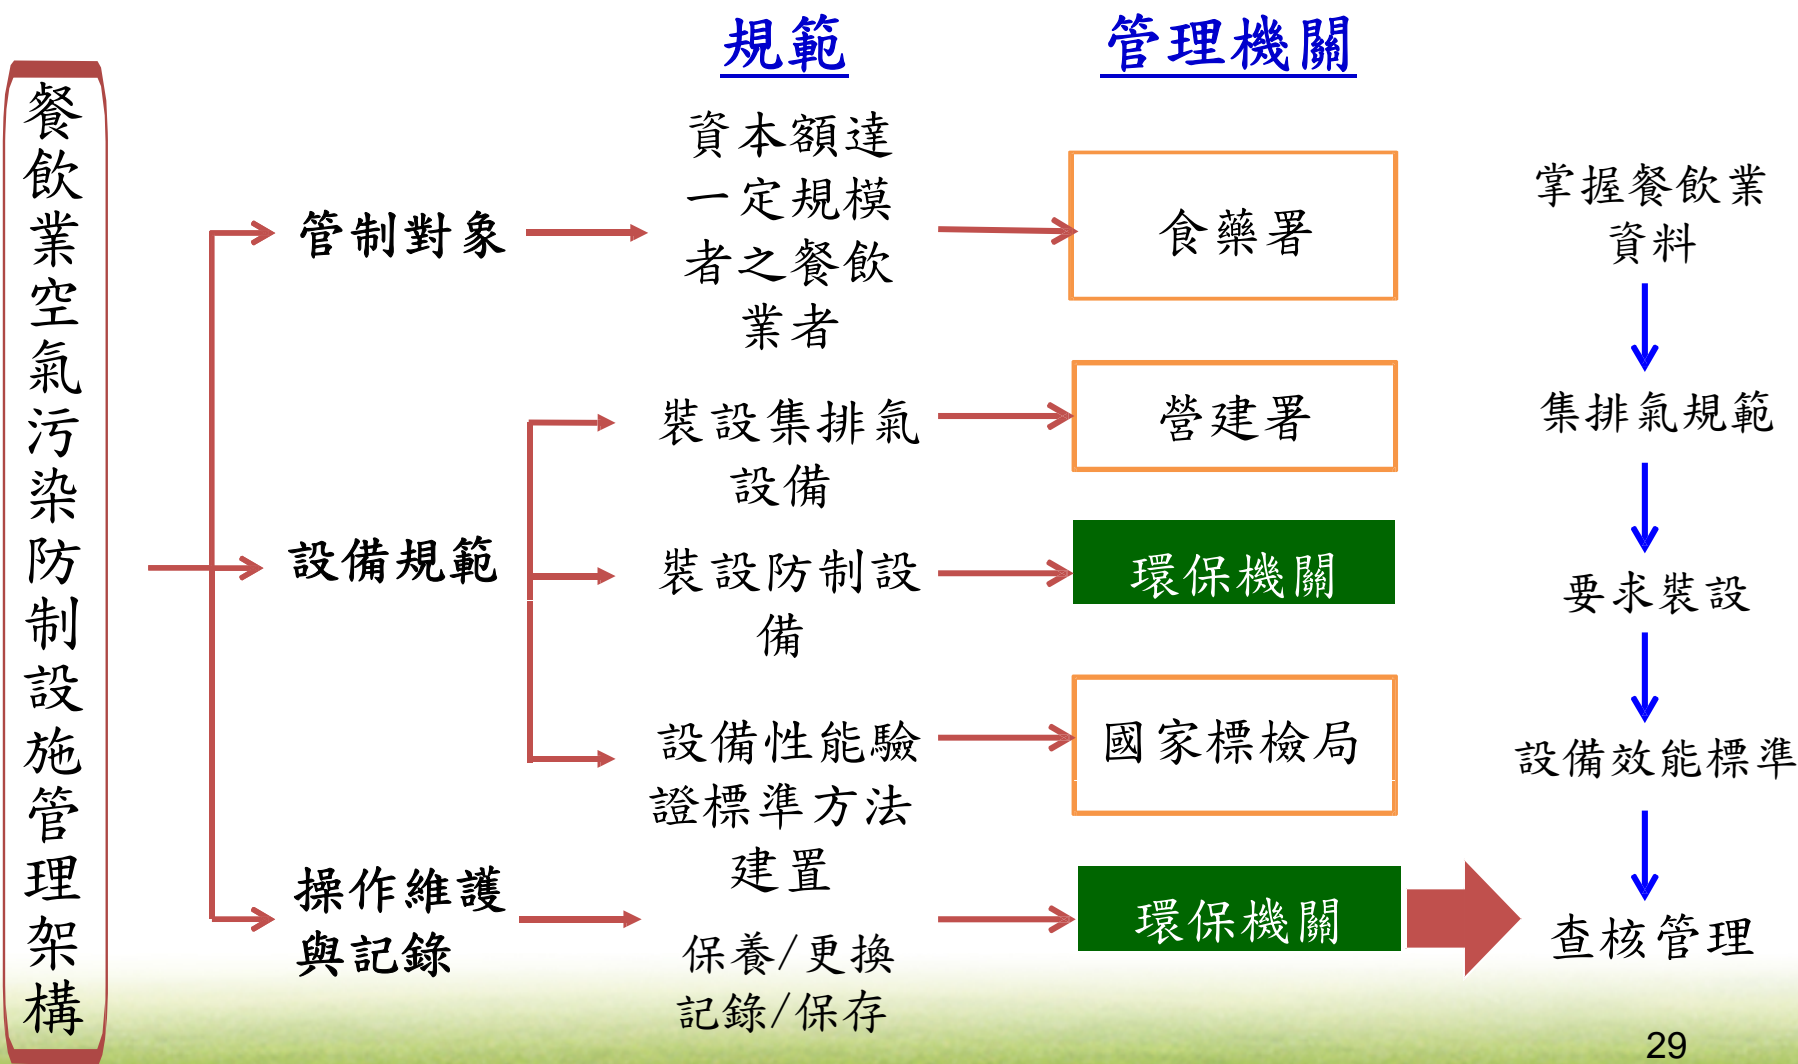 規範
管理機關
餐飲業空氣污染防制設施管理架構
管制對象
資本額達
一定規模
者之餐飲
業者
食藥署
掌握餐飲業
資料
設備規範
裝設集排氣
設備
營建署
集排氣規範
裝設防制設
備
環保機關
要求裝設
設備性能驗
證標準方法
建置
國家標檢局
設備效能標準
操作維護
與記錄
保養/更換
記錄/保存
環保機關
查核管理
29